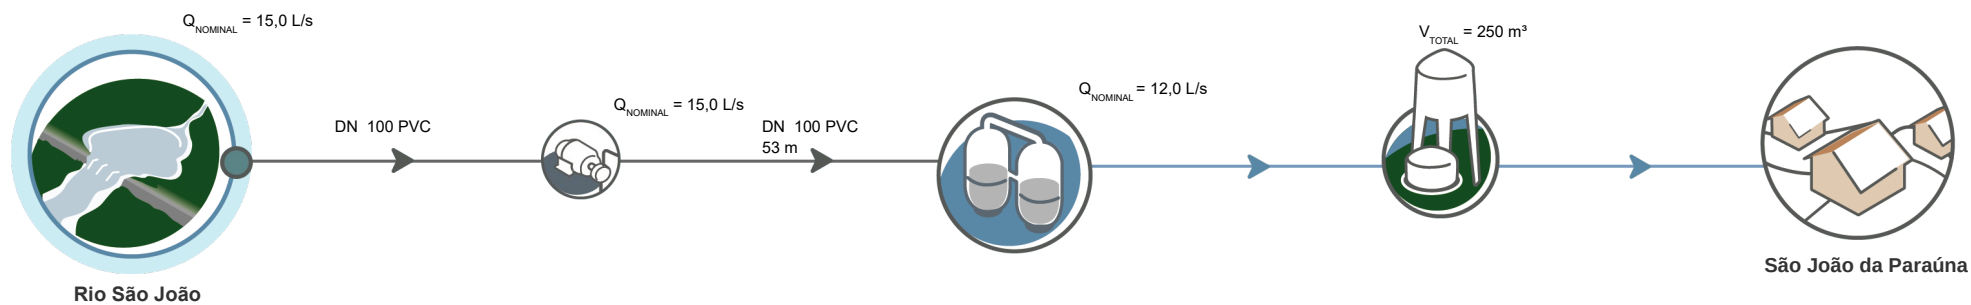 Q NOMINAL = 15,0 L/s
Rio São João
DN 100 PVC
Q NOMINAL = 15,0 L/s
DN 100 PVC
53 m
Q NOMINAL = 12,0 L/s
V TOTAL = 250 m³
São João da Paraúna